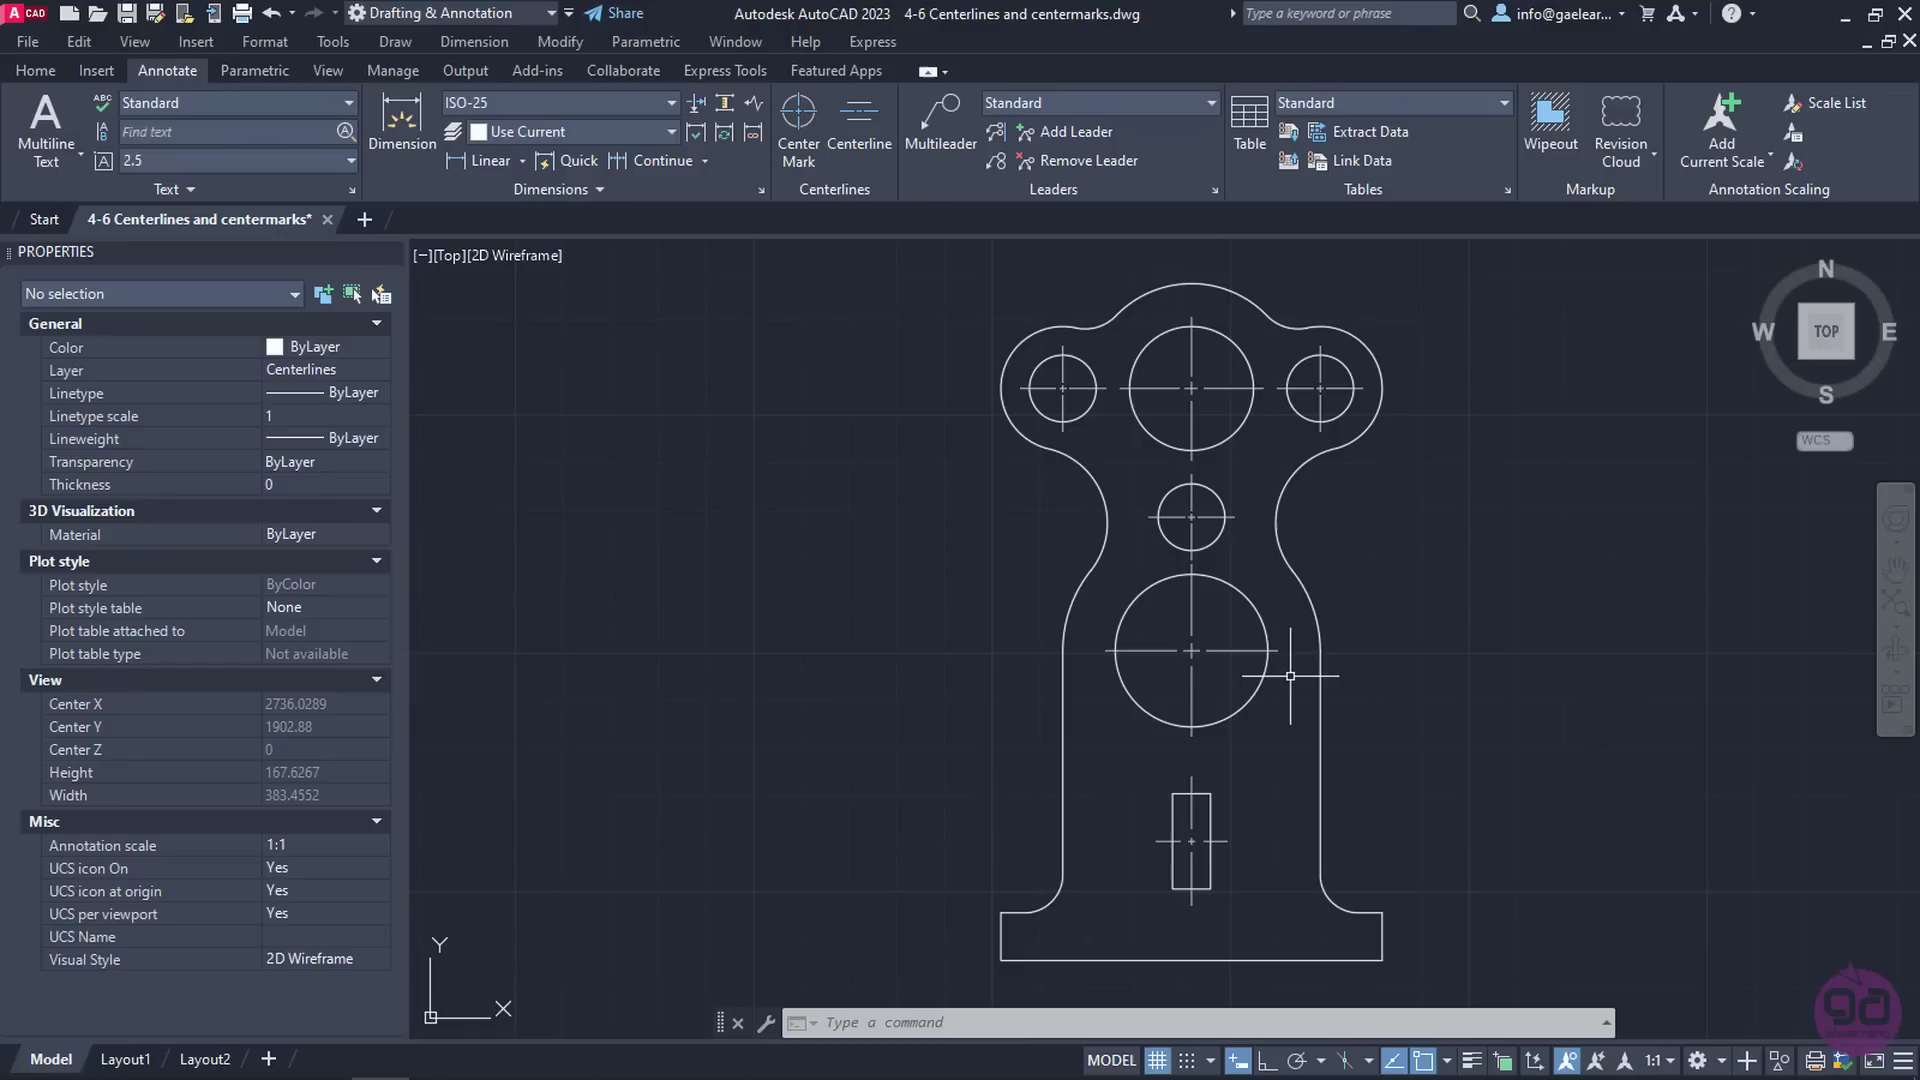 A CAD
Drafting & Annotation
Share
Autodesk AutoCAD 2023 4-6 Centerlines and centermarks.dwg
Type a keyword or phrase
info@gaelear...
File Edit View Insert Format Tools Draw Dimension Modify Parametric Window Help Express
Home Insert Annotate Parametric View Manage Output Add-ins Collaborate Express Tools Featured Apps
A
Multiline
Text
ABC
Standard
Find text
2.5
Text
Dimension
ISO-25
Use Current
Linear
Quick
Continue
Dimensions
Center
Mark
Centerline
Centerlines
Multileader
Standard
Add Leader
Remove Leader
Leaders
Table
Standard
Extract Data
Link Data
Tables
Wipeout
Revision
Cloud
Markup
Add
Current Scale
Scale List
Annotation Scaling
Start
4-6 Centerlines and centermarks*
PROPERTIES
No selection
General
Color ByLayer
Layer Centerlines
Linetype ByLayer
Linetype scale 1
Lineweight ByLayer
Transparency ByLayer
Thickness 0
3D Visualization
Material ByLayer
Plot style
Plot style ByColor
Plot style table None
Plot table attached to Model
Plot table type Not available
View
Center X 2736.0289
Center Y 1902.88
Center Z 0
Height 167.6267
Width 383.4552
Misc
Annotation scale 1:1
UCS icon On Yes
UCS icon at origin Yes
UCS per viewport Yes
UCS Name
Visual Style 2D Wireframe
[−][Top][2D Wireframe]
N
W TOP E
S
WCS
Y
X
Type a command
ga
Model Layout1 Layout2
MODEL
1:1